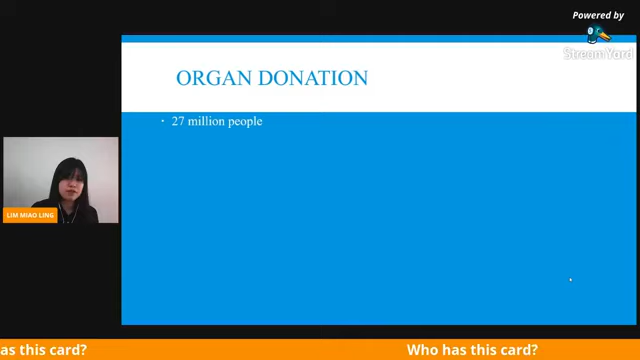 Powered by
StreamYard
ORGAN DONATION
• 27 million people
LIM MIAO LING
as this card?
Who has this card?